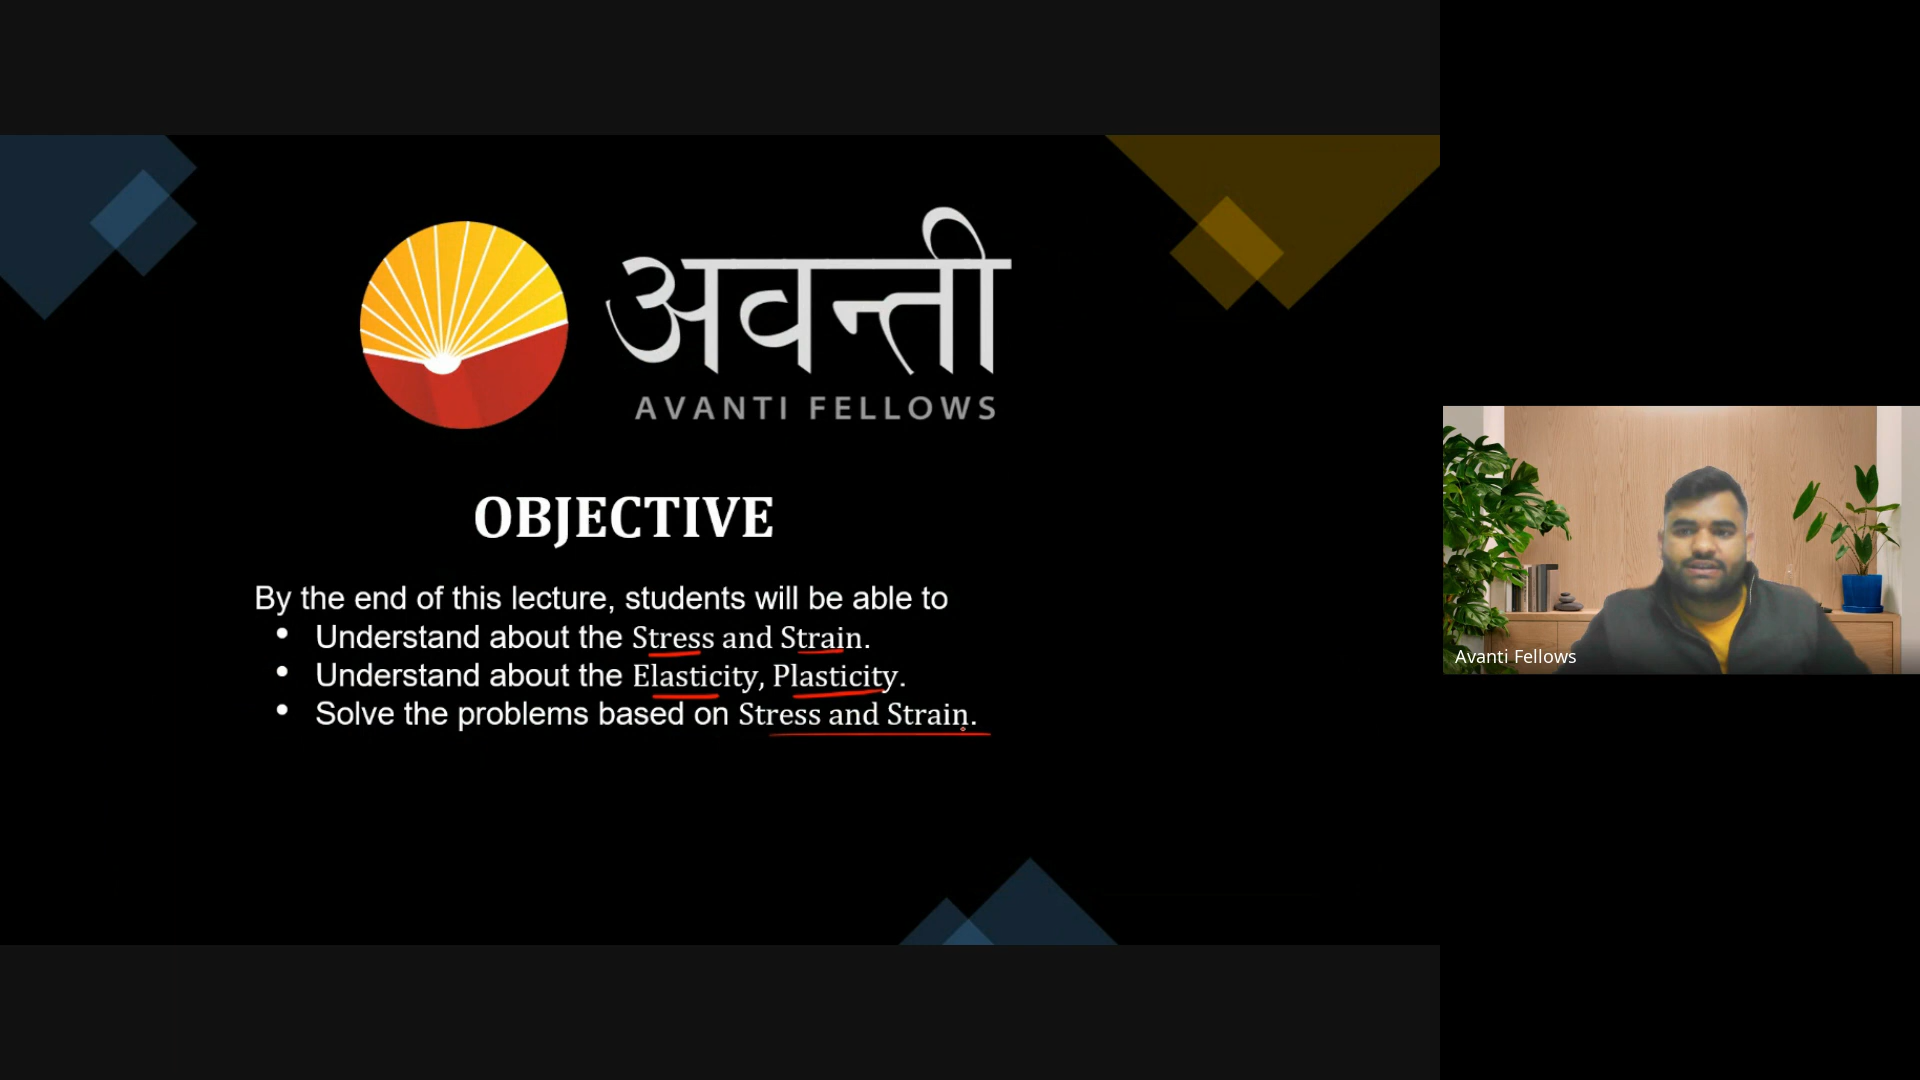 अवन्ती
AVANTI FELLOWS
OBJECTIVE
By the end of this lecture, students will be able to
• Understand about the Stress and Strain.
• Understand about the Elasticity, Plasticity.
• Solve the problems based on Stress and Strain.
Avanti Fellows